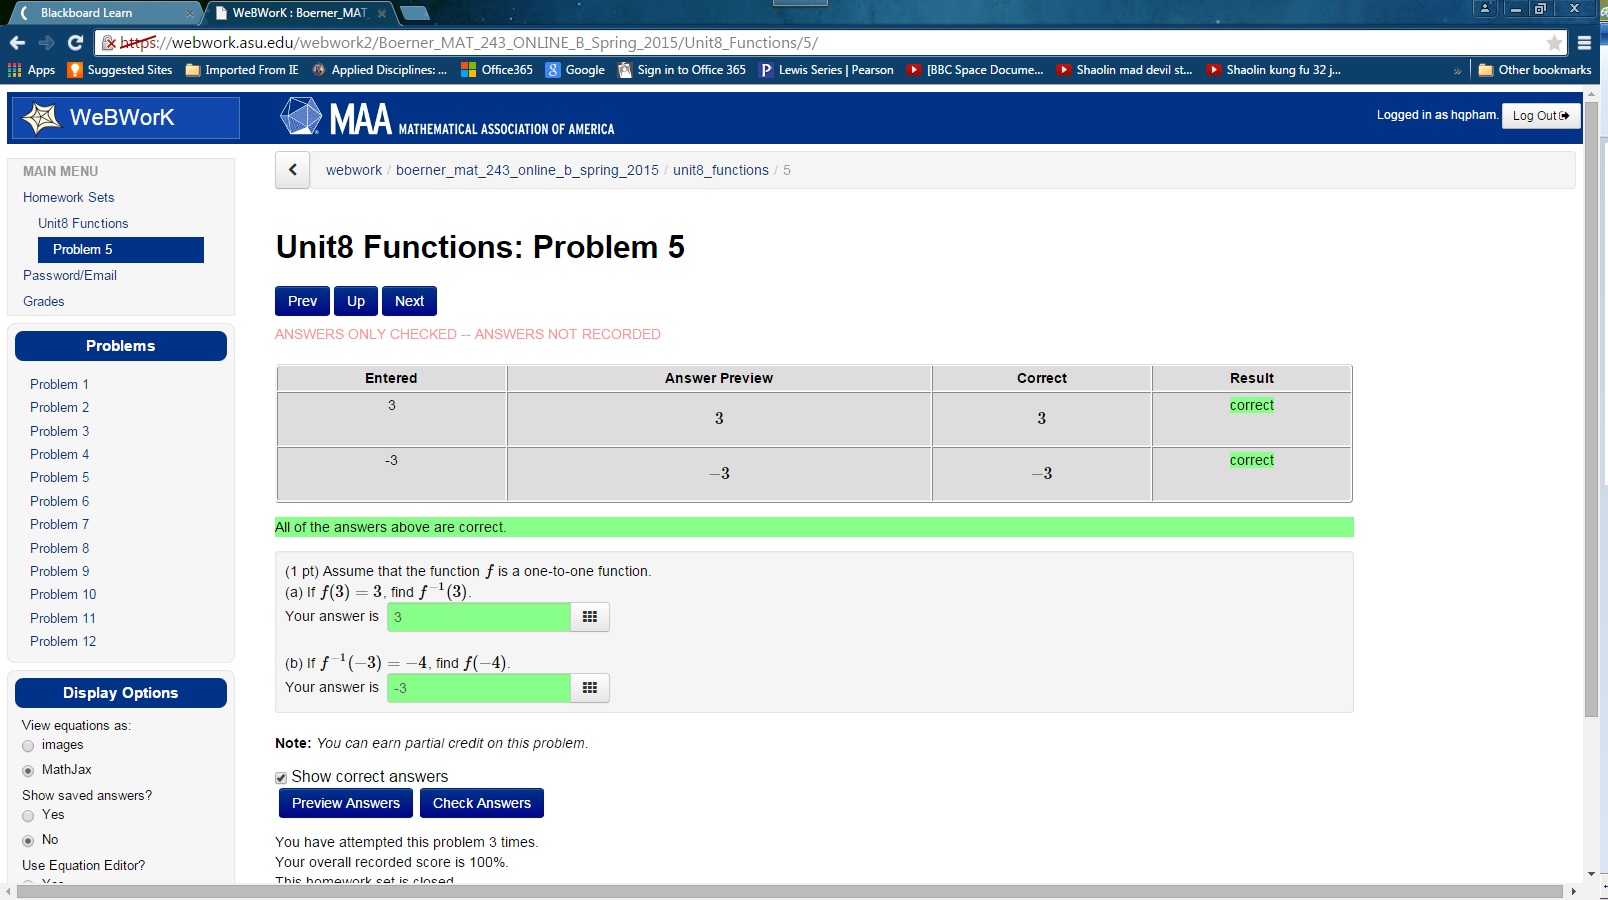 Blackboard Learn
WeBWorK : Boerner_MAT_
https://webwork.asu.edu/webwork2/Boerner_MAT_243_ONLINE_B_Spring_2015/Unit8_Functions/5/
Apps Suggested Sites Imported From IE Applied Disciplines: ... Office365 Google Sign in to Office 365 Lewis Series | Pearson [BBC Space Docume... Shaolin mad devil st... Shaolin kung fu 32 j... » Other bookmarks
WeBWorK
MAA MATHEMATICAL ASSOCIATION OF AMERICA
Logged in as hqpham. Log Out
MAIN MENU
Homework Sets
Unit8 Functions
Problem 5
Password/Email
Grades
Problems
Problem 1
Problem 2
Problem 3
Problem 4
Problem 5
Problem 6
Problem 7
Problem 8
Problem 9
Problem 10
Problem 11
Problem 12
Display Options
View equations as:
images
MathJax
Show saved answers?
Yes
No
Use Equation Editor?
webwork / boerner_mat_243_online_b_spring_2015 / unit8_functions / 5
Unit8 Functions: Problem 5
Prev Up Next
ANSWERS ONLY CHECKED -- ANSWERS NOT RECORDED
Entered Answer Preview Correct Result
3 3 3 correct
-3 −3 −3 correct
All of the answers above are correct.
(1 pt) Assume that the function f is a one-to-one function.
(a) If f(3) = 3, find f⁻¹(3).
Your answer is 3
(b) If f⁻¹(−3) = −4, find f(−4).
Your answer is -3
Note: You can earn partial credit on this problem.
Show correct answers
Preview Answers Check Answers
You have attempted this problem 3 times.
Your overall recorded score is 100%.
This homework set is closed.